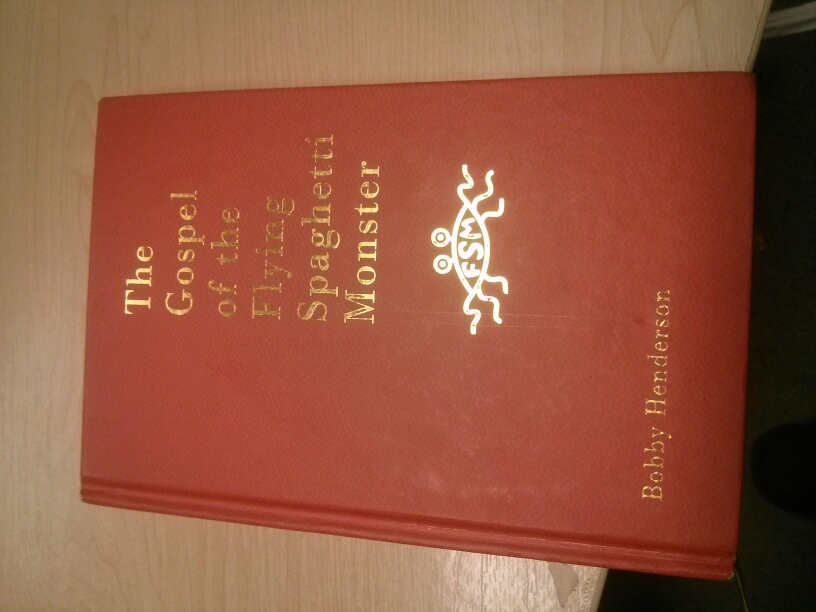 The
Gospel
of the
Flying
Spaghetti
Monster
FSM
Bobby Henderson